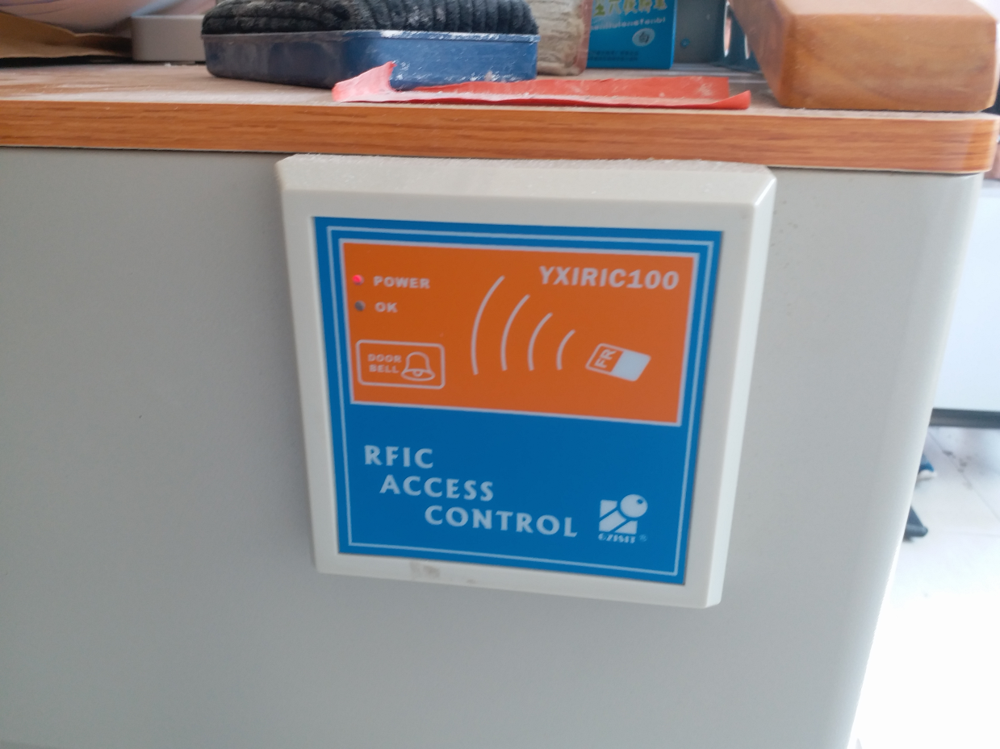 YXIRIC100
POWER
OK
DOOR
BELL
FR
RFIC
ACCESS
CONTROL